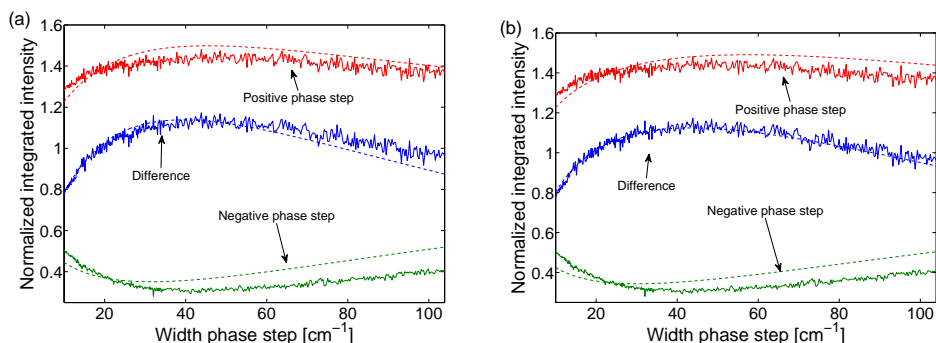 (a)
Normalized integrated intensity
1.6
1.4
1.2
1
0.8
0.6
0.4
Positive phase step
Difference
Negative phase step
20
40
60
80
100
Width phase step [cm⁻¹]
(b)
Normalized integrated intensity
1.6
1.4
1.2
1
0.8
0.6
0.4
Positive phase step
Difference
Negative phase step
20
40
60
80
100
Width phase step [cm⁻¹]